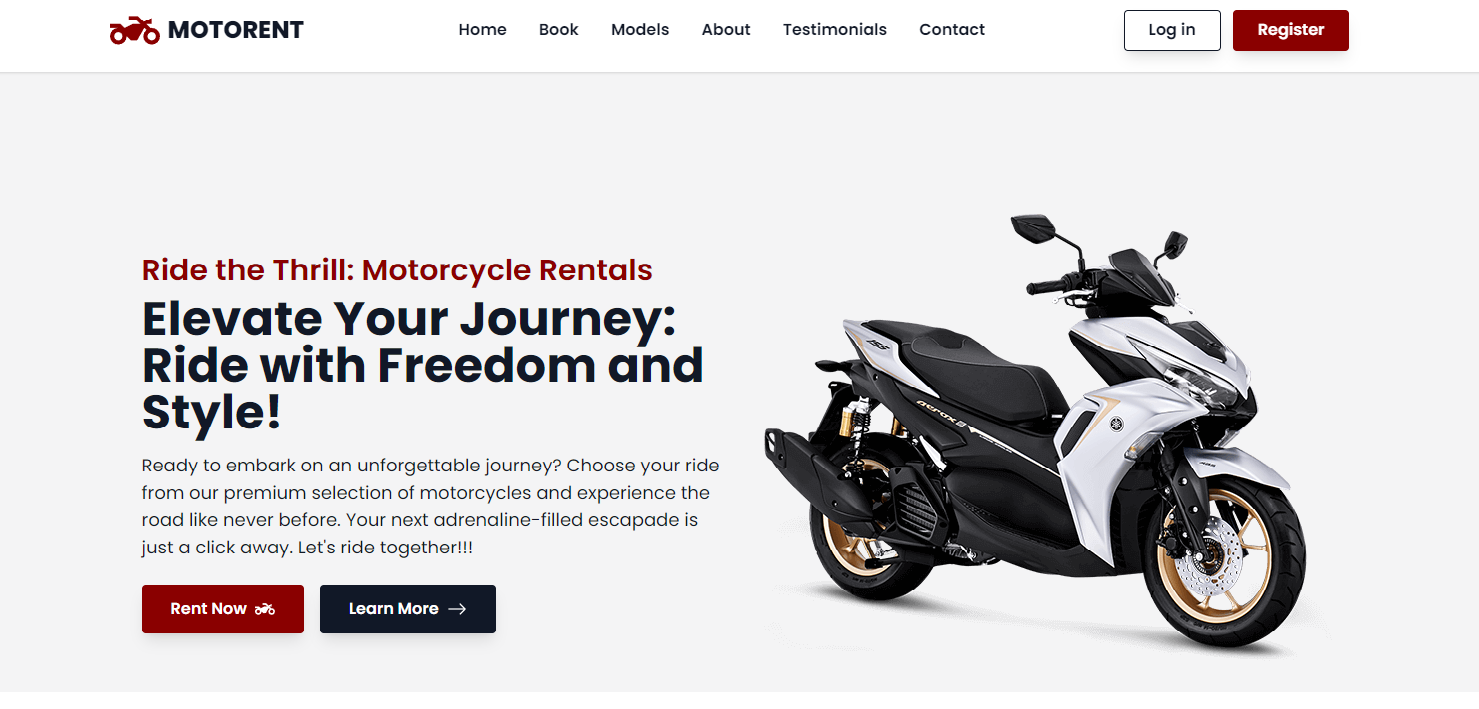 MOTORENT
Home Book Models About Testimonials Contact
Log in Register
Ride the Thrill: Motorcycle Rentals
Elevate Your Journey:
Ride with Freedom and
Style!
Ready to embark on an unforgettable journey? Choose your ride
from our premium selection of motorcycles and experience the
road like never before. Your next adrenaline-filled escapade is
just a click away. Let's ride together!!!
Rent Now Learn More
155
aerox
ABS